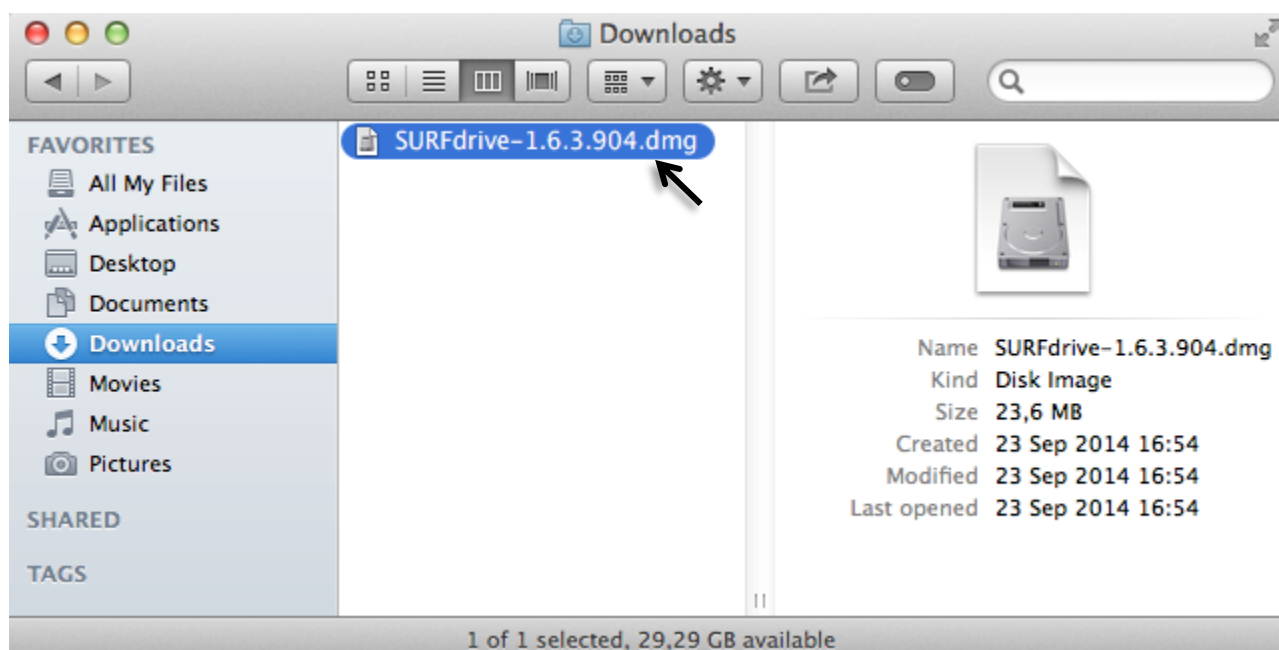 Downloads
FAVORITES
All My Files
Applications
Desktop
Documents
Downloads
Movies
Music
Pictures
SHARED
TAGS
SURFdrive-1.6.3.904.dmg
Name SURFdrive-1.6.3.904.dmg
Kind Disk Image
Size 23,6 MB
Created 23 Sep 2014 16:54
Modified 23 Sep 2014 16:54
Last opened 23 Sep 2014 16:54
1 of 1 selected, 29,29 GB available